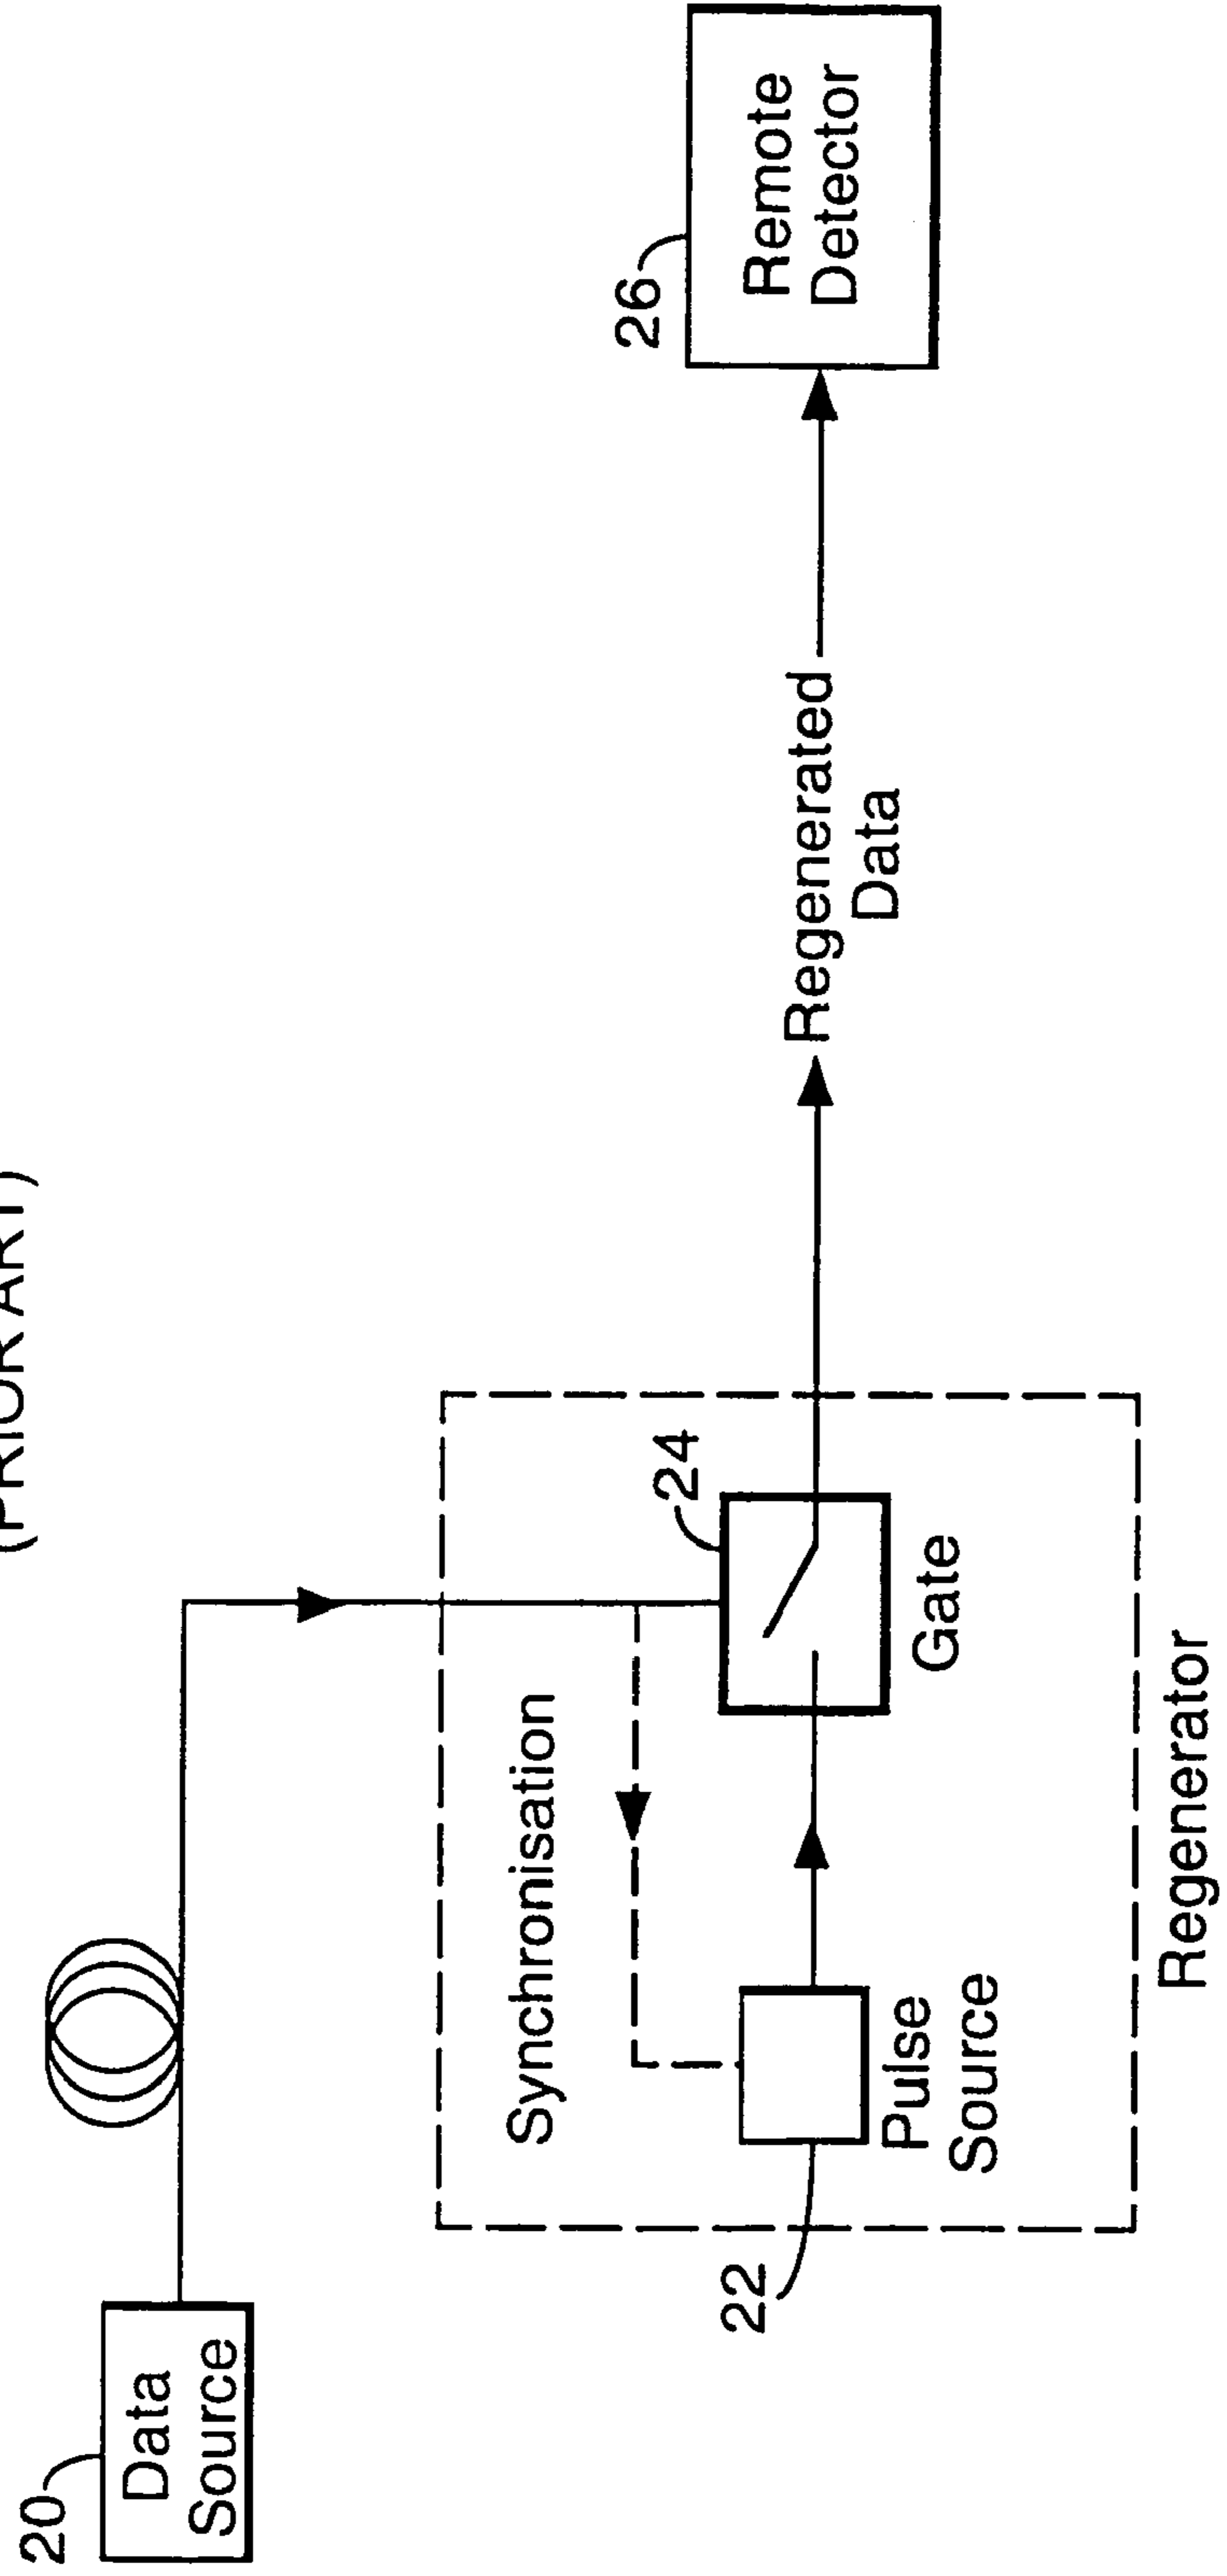 (PRIOR ART)
20
Data
Source
Synchronisation
24
22
Pulse
Source
Gate
Regenerator
Regenerated
Data
26
Remote
Detector